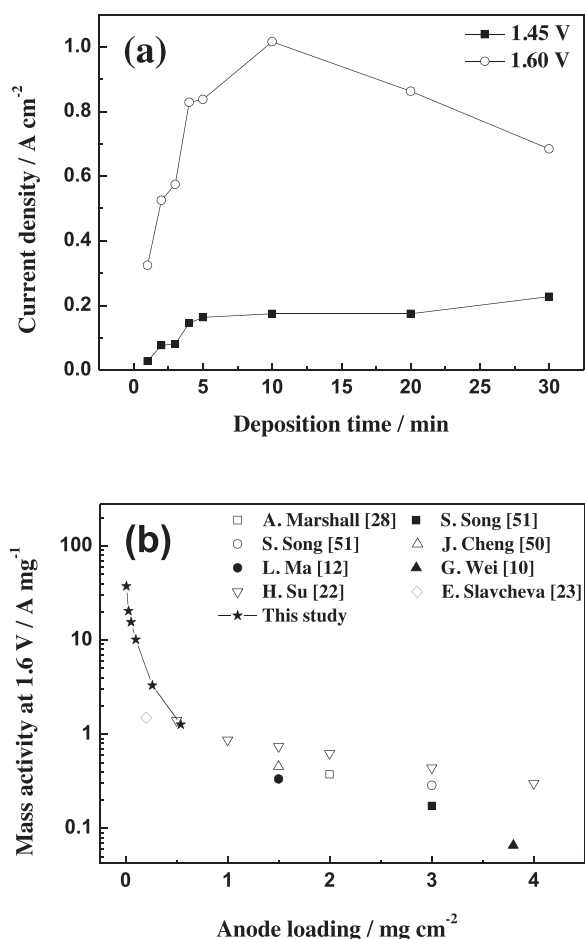 (a)
1.45 V
1.60 V
1.0
0.8
0.6
0.4
0.2
0.0
Current density / A cm-2
0 5 10 15 20 25 30
Deposition time / min
(b)
A. Marshall [28] S. Song [51]
S. Song [51] J. Cheng [50]
L. Ma [12] G. Wei [10]
H. Su [22] E. Slavcheva [23]
This study
100
10
1
0.1
Mass activity at 1.6 V / A mg-1
0 1 2 3 4
Anode loading / mg cm-2